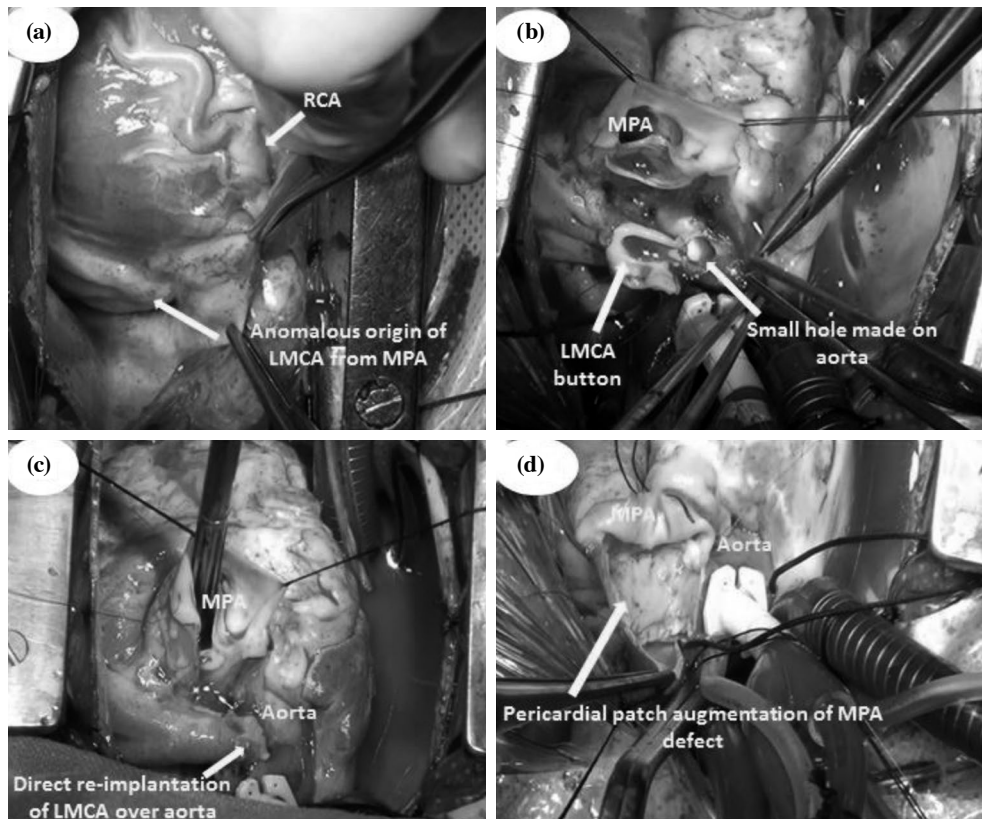 (a)
RCA
Anomalous origin of
LMCA from MPA
(b)
MPA
LMCA
button
Small hole made on
aorta
(c)
MPA
Aorta
Direct re-implantation
of LMCA over aorta
(d)
MPA
Aorta
Pericardial patch augmentation of MPA
defect